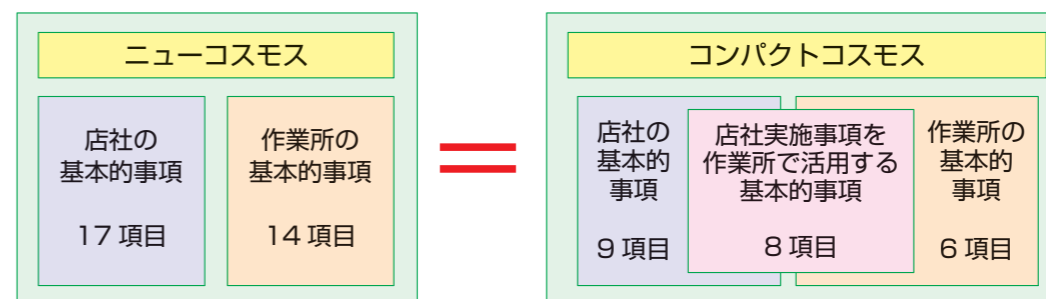 ニューコスモス
店社の
基本的事項
17 項目
作業所の
基本的事項
14 項目
=
コンパクトコスモス
店社の
基本的
事項
9 項目
店社実施事項を
作業所で活用する
基本的事項
8 項目
作業所の
基本的
事項
6 項目